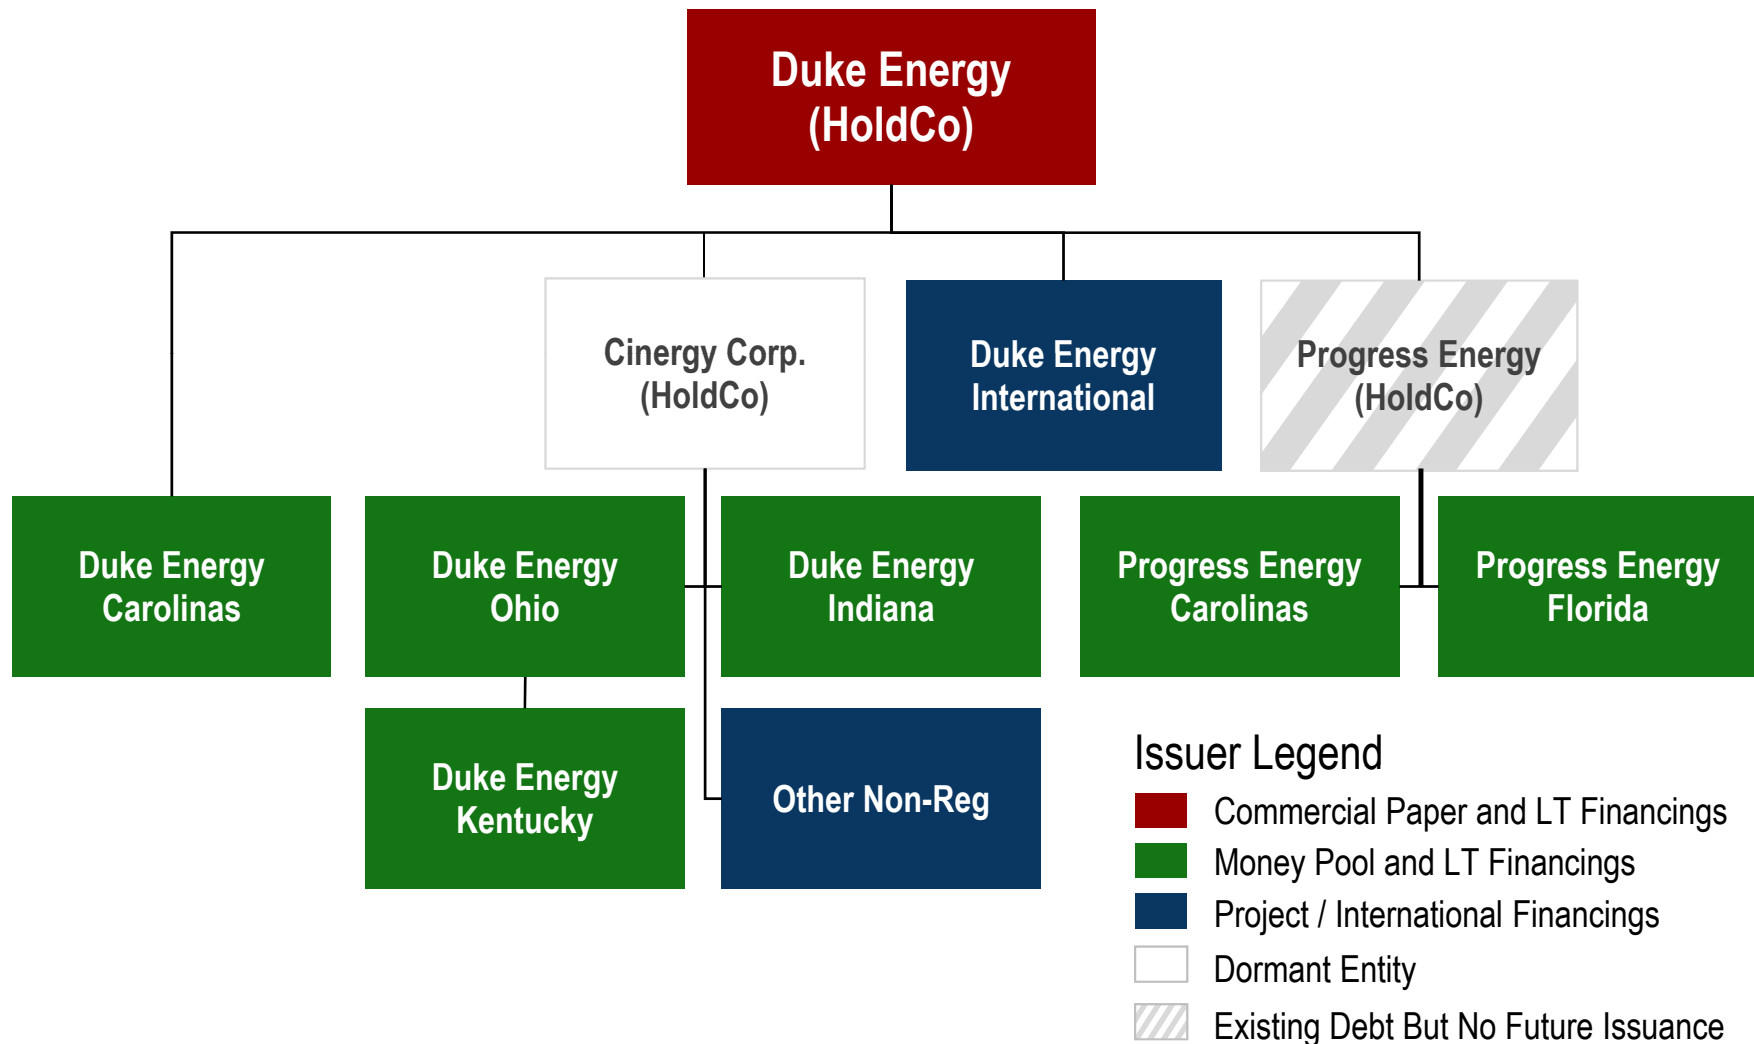 Duke Energy
(HoldCo)
Cinergy Corp.
(HoldCo)
Duke Energy
International
Progress Energy
(HoldCo)
Duke Energy
Carolinas
Duke Energy
Ohio
Duke Energy
Indiana
Progress Energy
Carolinas
Progress Energy
Florida
Duke Energy
Kentucky
Other Non-Reg
Issuer Legend
Commercial Paper and LT Financings
Money Pool and LT Financings
Project / International Financings
Dormant Entity
Existing Debt But No Future Issuance